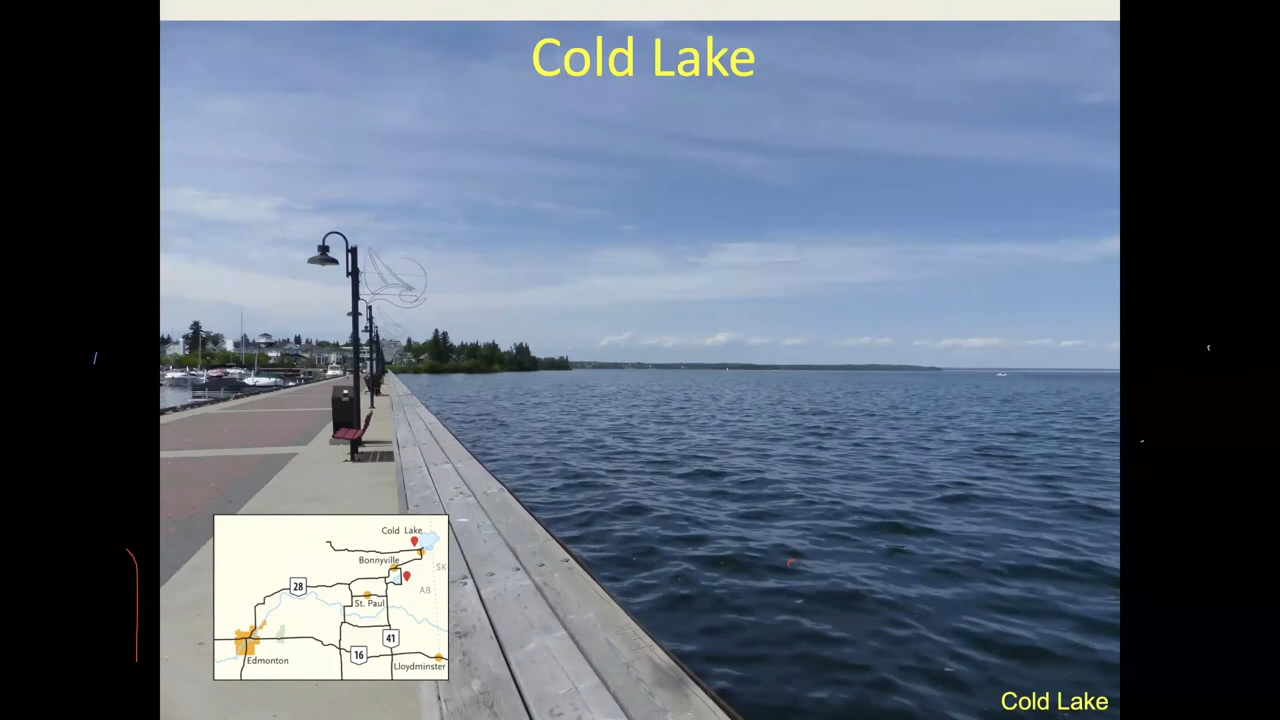 Cold Lake
Cold Lake
Bonnyville
SK
28
AB
St. Paul
41
16
Edmonton
Lloydminster
Cold Lake